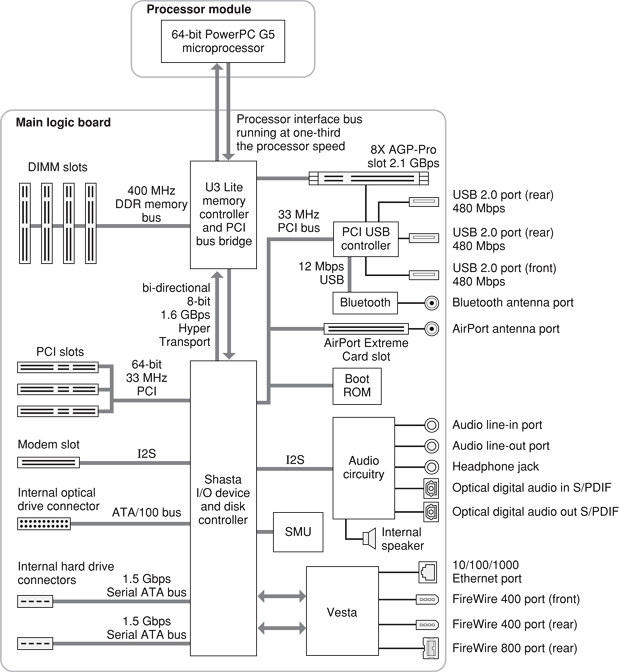 Processor module
64-bit PowerPC G5
microprocessor
Main logic board
Processor interface bus
running at one-third
the processor speed
8X AGP-Pro
slot 2.1 GBps
DIMM slots
400 MHz
DDR memory
bus
U3 Lite
memory
controller
and PCI
bus bridge
33 MHz
PCI bus
PCI USB
controller
USB 2.0 port (rear)
480 Mbps
USB 2.0 port (rear)
480 Mbps
USB 2.0 port (front)
480 Mbps
12 Mbps
USB
Bluetooth
Bluetooth antenna port
bi-directional
8-bit
1.6 GBps
Hyper
Transport
AirPort antenna port
AirPort Extreme
Card slot
PCI slots
64-bit
33 MHz
PCI
Boot
ROM
Modem slot
I2S
Shasta
I/O device
and disk
controller
I2S
Audio
circuitry
Audio line-in port
Audio line-out port
Headphone jack
Optical digital audio in S/PDIF
Optical digital audio out S/PDIF
Internal optical
drive connector
ATA/100 bus
SMU
Internal
speaker
Internal hard drive
connectors
1.5 Gbps
Serial ATA bus
1.5 Gbps
Serial ATA bus
Vesta
10/100/1000
Ethernet port
FireWire 400 port (front)
FireWire 400 port (rear)
FireWire 800 port (rear)